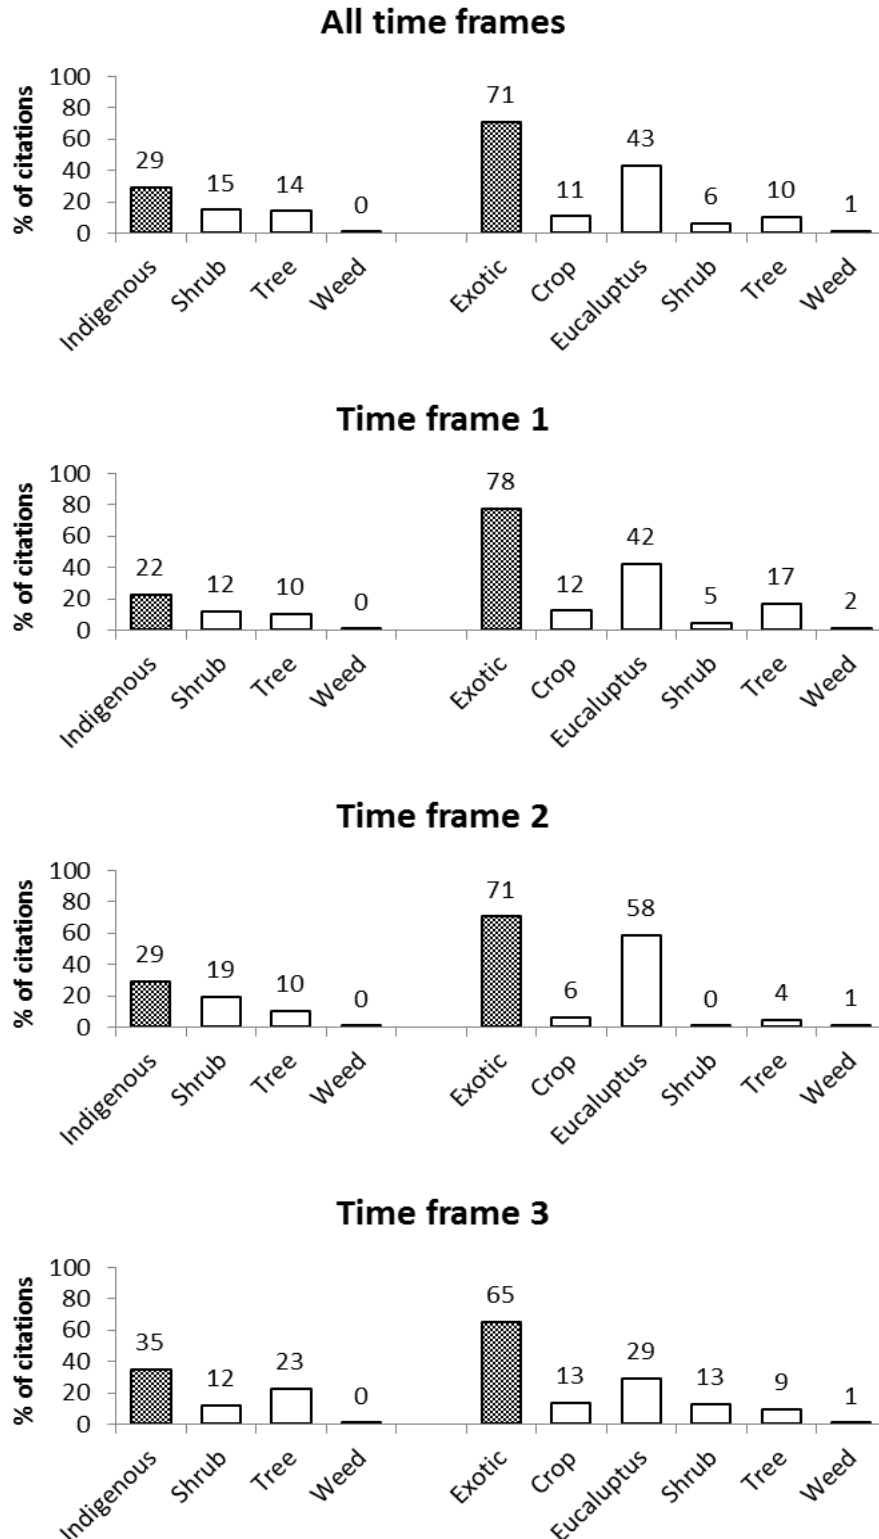 All time frames
% of citations
100
80
60
40
20
0
29
15
14
0
71
11
43
6
10
1
Indigenous
Shrub
Tree
Weed
Exotic
Crop
Eucaluptus
Shrub
Tree
Weed
Time frame 1
% of citations
100
80
60
40
20
0
22
12
10
0
78
12
42
5
17
2
Indigenous
Shrub
Tree
Weed
Exotic
Crop
Eucaluptus
Shrub
Tree
Weed
Time frame 2
% of citations
100
80
60
40
20
0
29
19
10
0
71
6
58
0
4
1
Indigenous
Shrub
Tree
Weed
Exotic
Crop
Eucaluptus
Shrub
Tree
Weed
Time frame 3
% of citations
100
80
60
40
20
0
35
12
23
0
65
13
29
13
9
1
Indigenous
Shrub
Tree
Weed
Exotic
Crop
Eucaluptus
Shrub
Tree
Weed